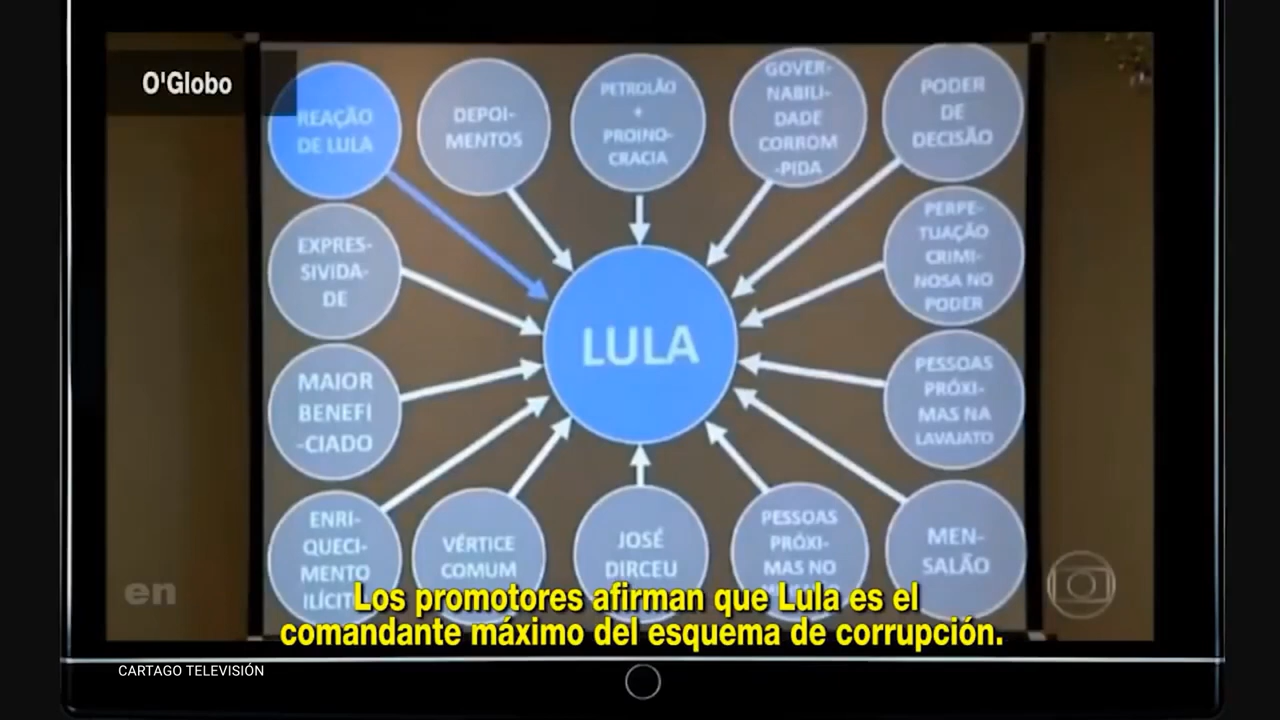 O'Globo
REAÇÃO
DE LULA
DEPOI-
MENTOS
PETROLÃO
+
PROINO-
CRACIA
GOVER-
NABILI-
DADE
CORROM
-PIDA
PODER
DE
DECISÃO
EXPRES-
SIVIDA-
DE
PERPE-
TUAÇÃO
CRIMI-
NOSA NO
PODER
LULA
MAIOR
BENEFI
-CIADO
PESSOAS
PRÓXI-
MAS NA
LAVAJATO
ENRI-
QUECI-
MENTO
VÉRTICE
COMUM
JOSÉ
DIRCEU
PESSOAS
PRÓXI-
MAS NO
MEN-
SALÃO
en
Los promotores afirman que Lula es el
comandante máximo del esquema de corrupción.
CARTAGO TELEVISIÓN